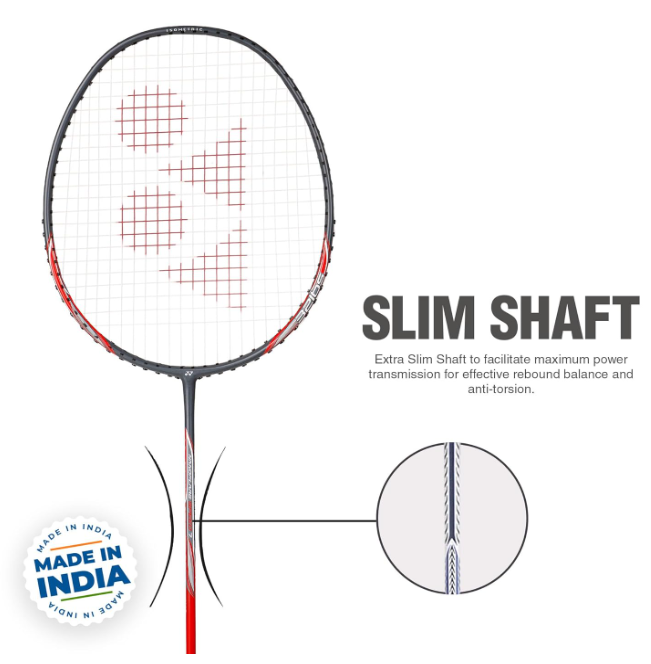 ISOMETRIC
SLIM SHAFT
Extra Slim Shaft to facilitate maximum power
transmission for effective rebound balance and
anti-torsion.
MADE IN INDIA
MADE IN
INDIA
MADE IN INDIA